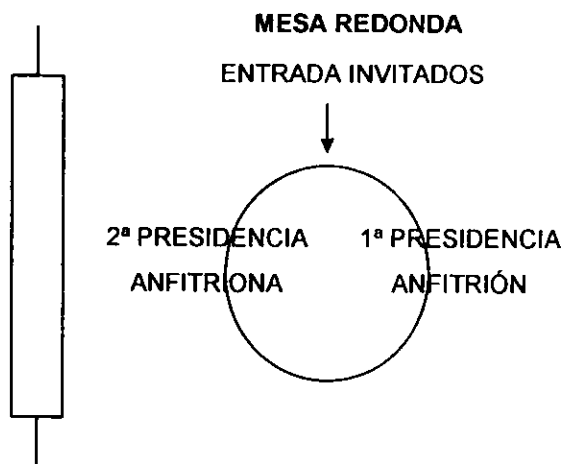 MESA REDONDA
ENTRADA INVITADOS
2ª PRESIDENCIA 1ª PRESIDENCIA
ANFITRIONA ANFITRIÓN